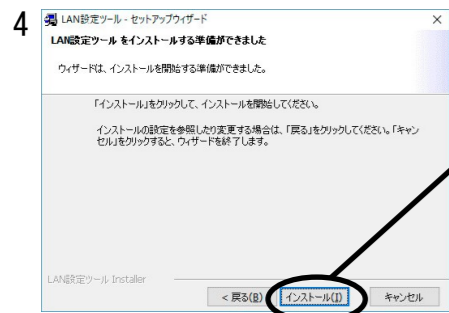 4
LAN設定ツール - セットアップウィザード
LAN設定ツール をインストールする準備ができました
ウィザードは、インストールを開始する準備ができました。
「インストール」をクリックして、インストールを開始してください。
インストールの設定を参照したり変更する場合は、「戻る」をクリックしてください。「キャン
セル」をクリックすると、ウィザードを終了します。
LAN設定ツール Installer
< 戻る(B) インストール(I) キャンセル